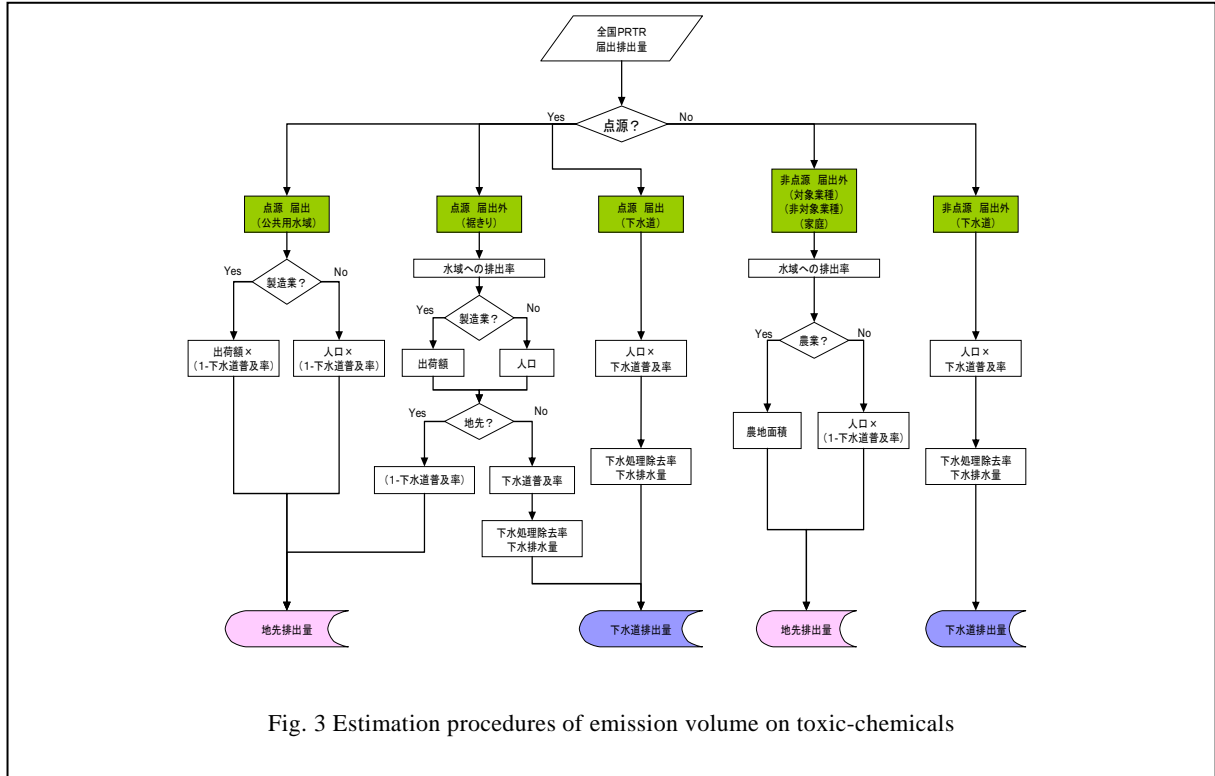 全国PRTR
届出排出量
Yes
点源？
No
点源 届出
（公共用水域）
点源 届出外
（裾きり）
点源 届出
（下水道）
非点源 届出外
（対象業種）
（非対象業種）
（家庭）
非点源 届出外
（下水道）
Yes
製造業？
No
水域への排出率
水域への排出率
Yes
製造業？
No
Yes
農業？
No
出荷額×
（1-下水道普及率）
人口×
（1-下水道普及率）
出荷額
人口
人口×
下水道普及率
人口×
下水道普及率
Yes
地先？
No
農地面積
人口×
（1-下水道普及率）
（1-下水道普及率）
下水道普及率
下水処理除去率
下水排水量
下水処理除去率
下水排水量
下水処理除去率
下水排水量
地先排出量
下水道排出量
地先排出量
下水道排出量
Fig. 3 Estimation procedures of emission volume on toxic-chemicals